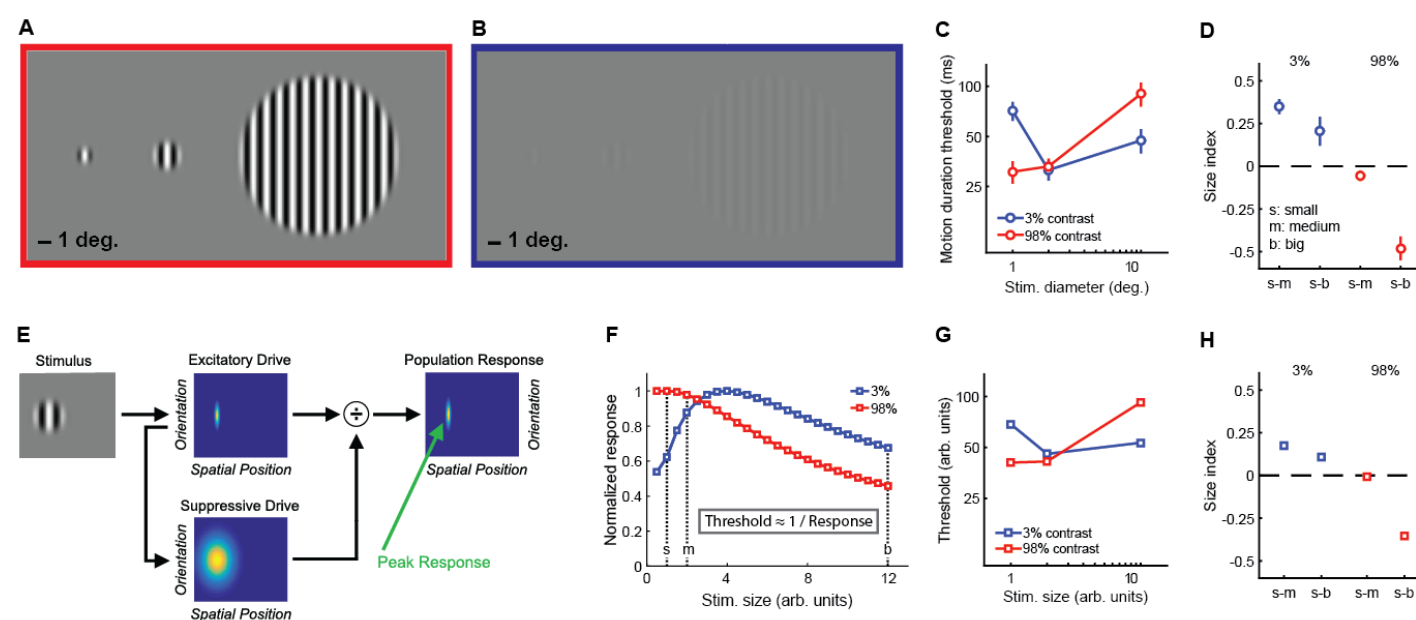 A
1 deg.
B
1 deg.
C
Motion duration threshold (ms)
100
50
25
3% contrast
98% contrast
1
10
Stim. diameter (deg.)
D
3%
98%
Size index
0.5
0.25
0
-0.25
-0.5
s: small
m: medium
b: big
s-m
s-b
s-m
s-b
E
Stimulus
Excitatory Drive
Orientation
Spatial Position
÷
Population Response
Orientation
Spatial Position
Suppressive Drive
Orientation
Spatial Position
Peak Response
F
Normalized response
1
0.8
0.6
0.4
0.2
0
3%
98%
Threshold ≈ 1 / Response
s
m
b
0
4
8
12
Stim. size (arb. units)
G
Threshold (arb. units)
100
50
25
3% contrast
98% contrast
1
10
Stim. size (arb. units)
H
3%
98%
Size index
0.5
0.25
0
-0.25
-0.5
s-m
s-b
s-m
s-b